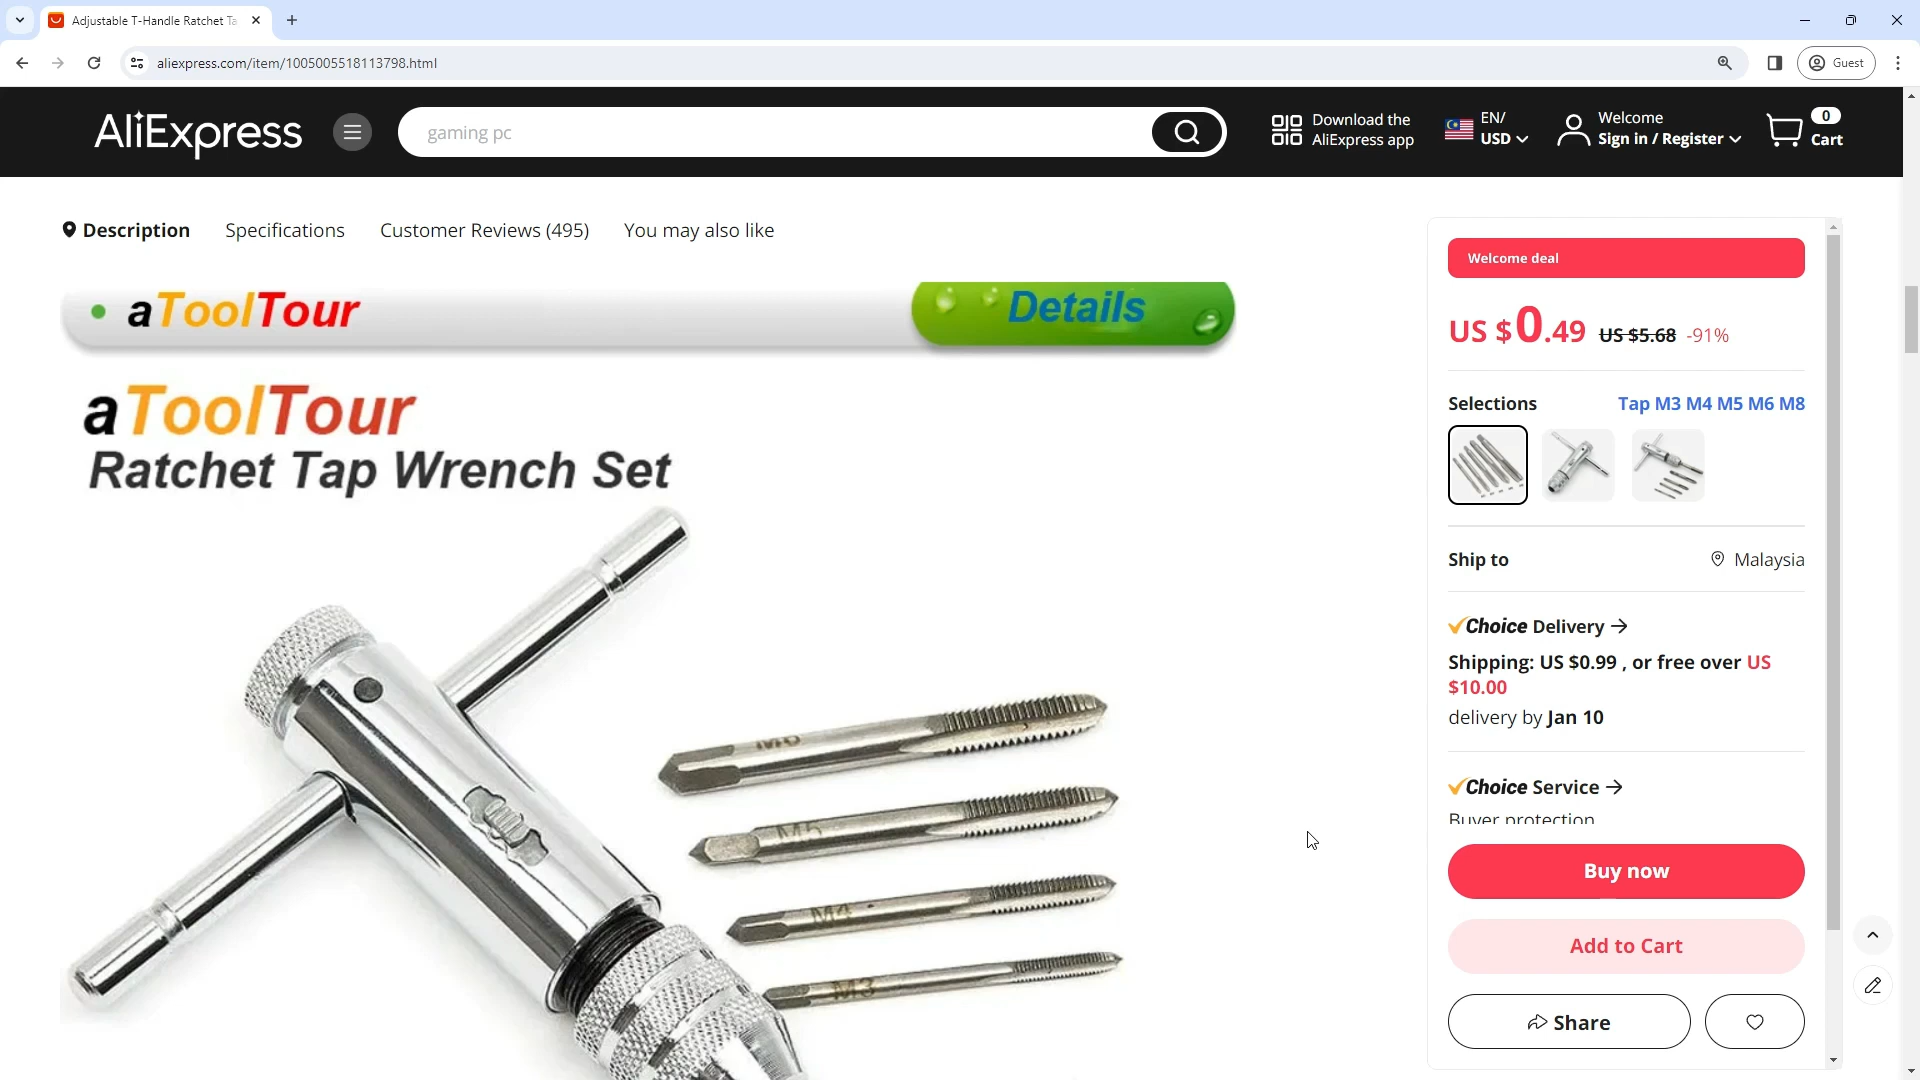 Adjustable T-Handle Ratchet Ta
aliexpress.com/item/1005005518113798.html
Guest
AliExpress
gaming pc
Download the
AliExpress app
EN/
USD
Welcome
Sign in / Register
0
Cart
Description
Specifications
Customer Reviews (495)
You may also like
aToolTour
Details
aToolTour
Ratchet Tap Wrench Set
M6
M5
M4
M3
Welcome deal
US $0.49 US $5.68 -91%
Selections
Tap M3 M4 M5 M6 M8
Ship to
Malaysia
Choice Delivery
Shipping: US $0.99 , or free over US
$10.00
delivery by Jan 10
Choice Service
Buyer protection
Buy now
Add to Cart
Share